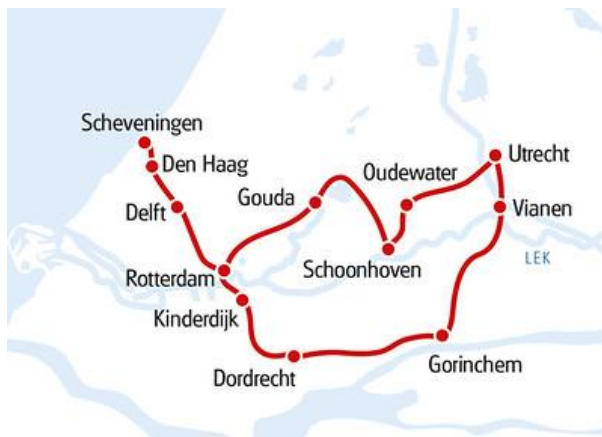 Scheveningen
Den Haag
Utrecht
Oudewater
Gouda
Delft
Vianen
Schoonhoven
LEK
Rotterdam
Kinderdijk
Gorinchem
Dordrecht